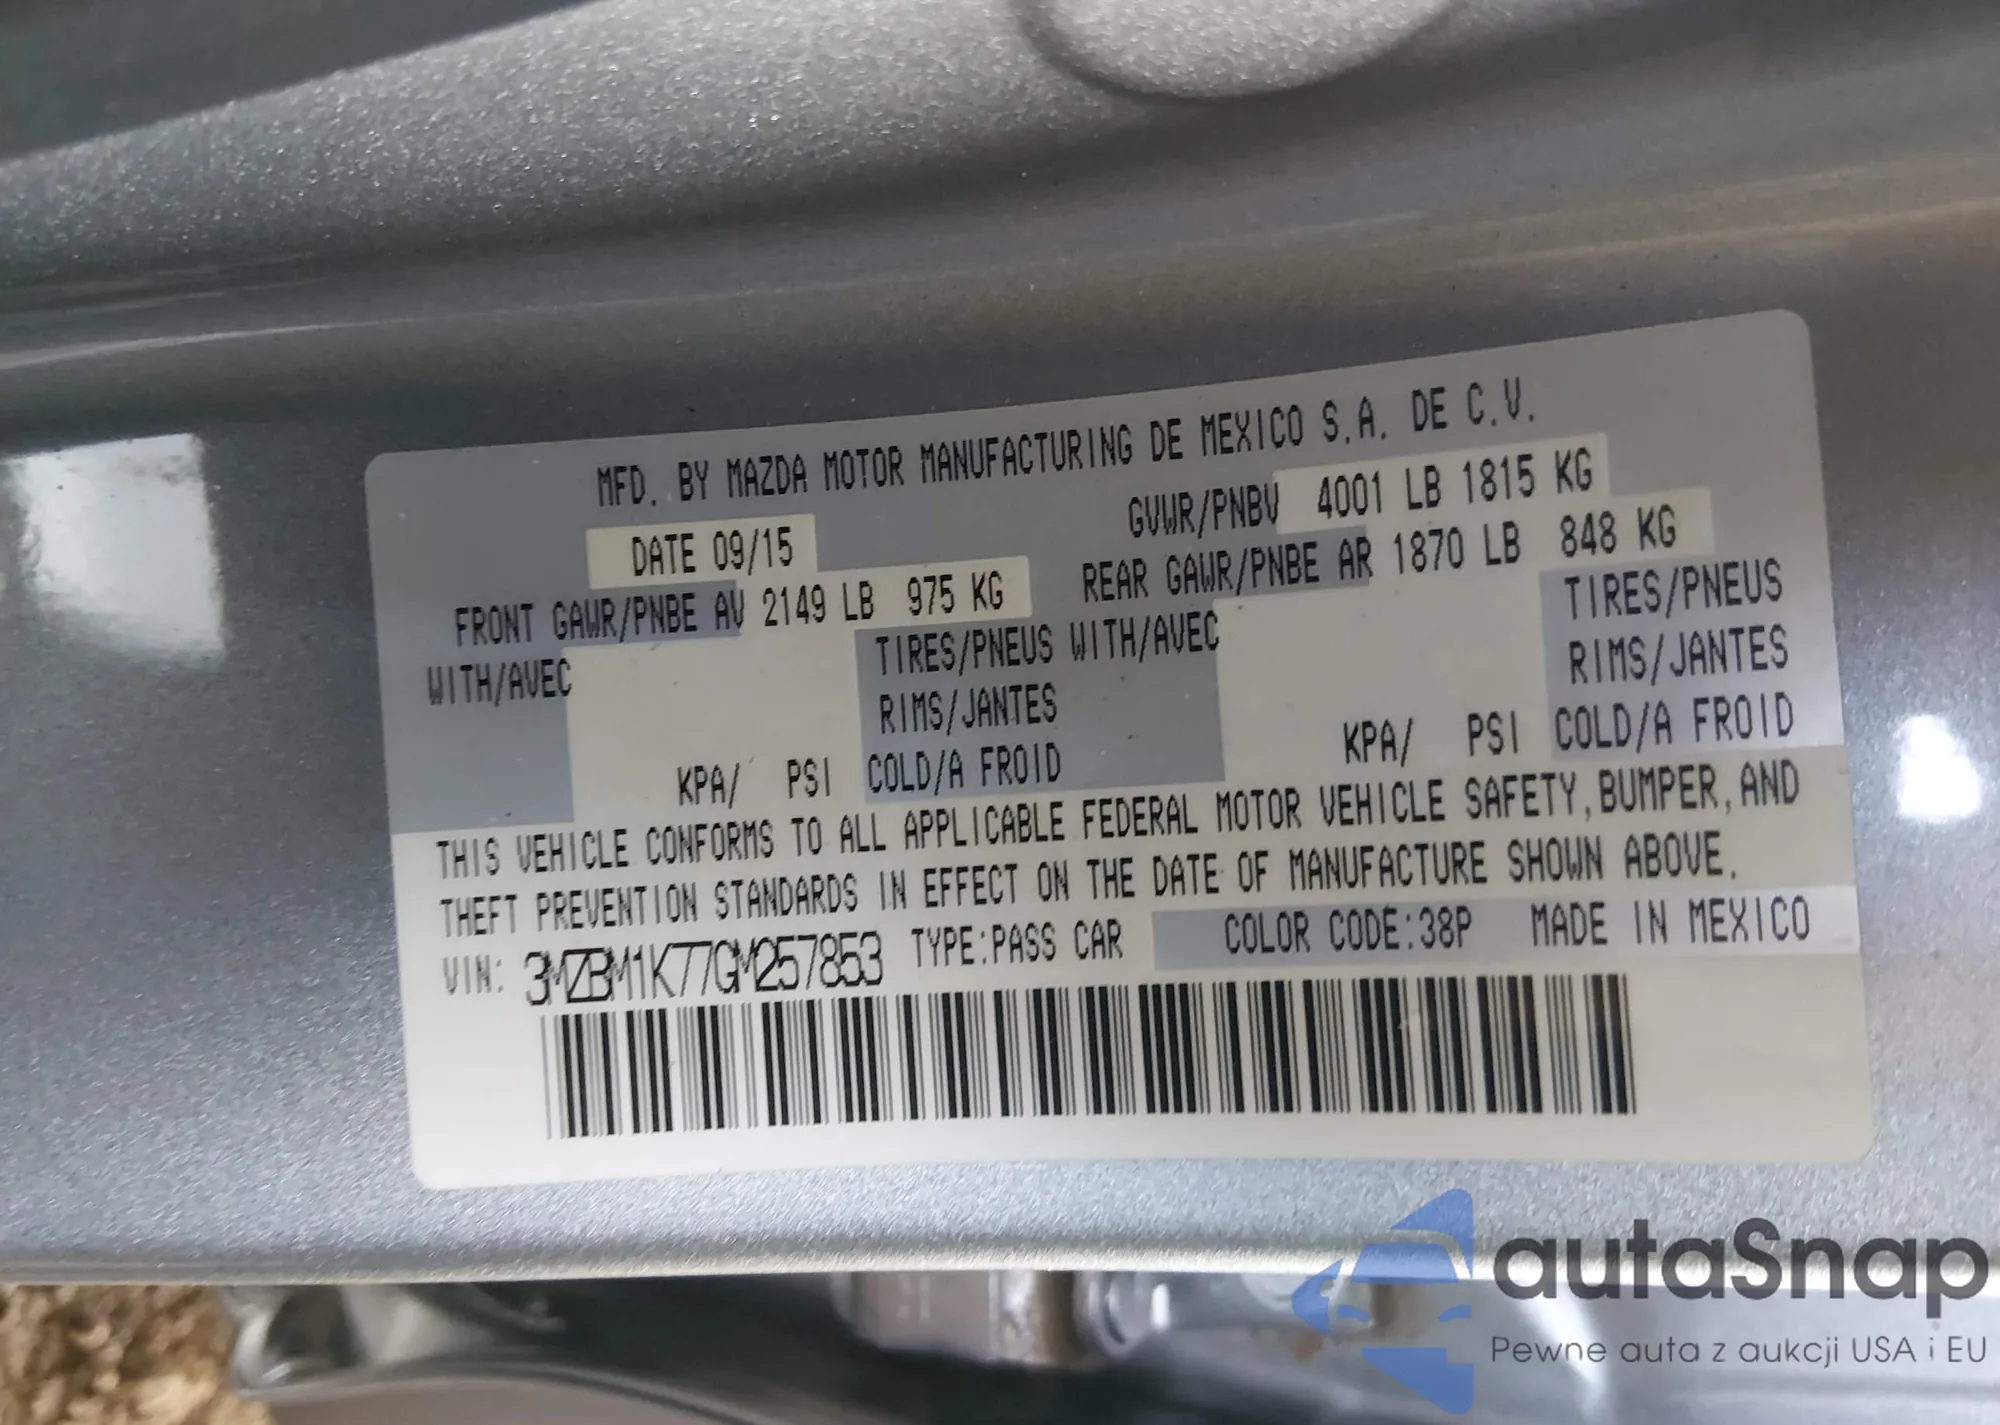 MFD. BY MAZDA MOTOR MANUFACTURING DE MEXICO S.A. DE C.V.
DATE 09/15 GVWR/PNBV 4001 LB 1815 KG
FRONT GAWR/PNBE AV 2149 LB 975 KG REAR GAWR/PNBE AR 1870 LB 848 KG
WITH/AVEC TIRES/PNEUS WITH/AVEC TIRES/PNEUS
RIMS/JANTES RIMS/JANTES
KPA/ PSI COLD/A FROID KPA/ PSI COLD/A FROID
THIS VEHICLE CONFORMS TO ALL APPLICABLE FEDERAL MOTOR VEHICLE SAFETY, BUMPER, AND
THEFT PREVENTION STANDARDS IN EFFECT ON THE DATE OF MANUFACTURE SHOWN ABOVE.
VIN: 3MZBM1K77GM257853 TYPE:PASS CAR COLOR CODE:38P MADE IN MEXICO
autaSnap
Pewne auta z aukcji USA i EU